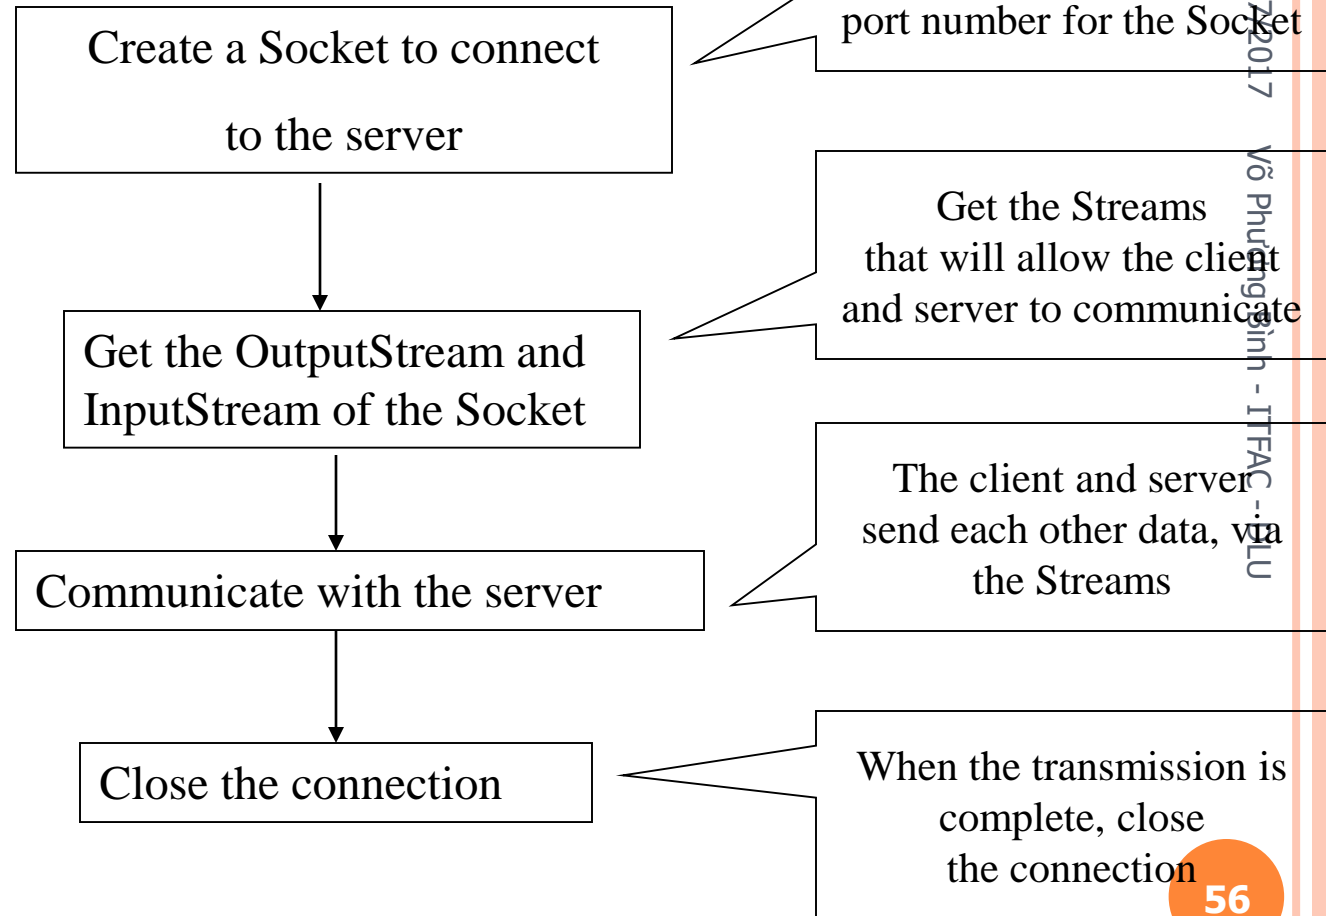 Create a Socket to connect
to the server
port number for the Socket
Get the Streams
that will allow the client
and server to communicate
Get the OutputStream and
InputStream of the Socket
The client and server
send each other data, via
the Streams
Communicate with the server
When the transmission is
complete, close
the connection
Close the connection
7/2017 Võ Phương Bình - ITFAC - DLU
56